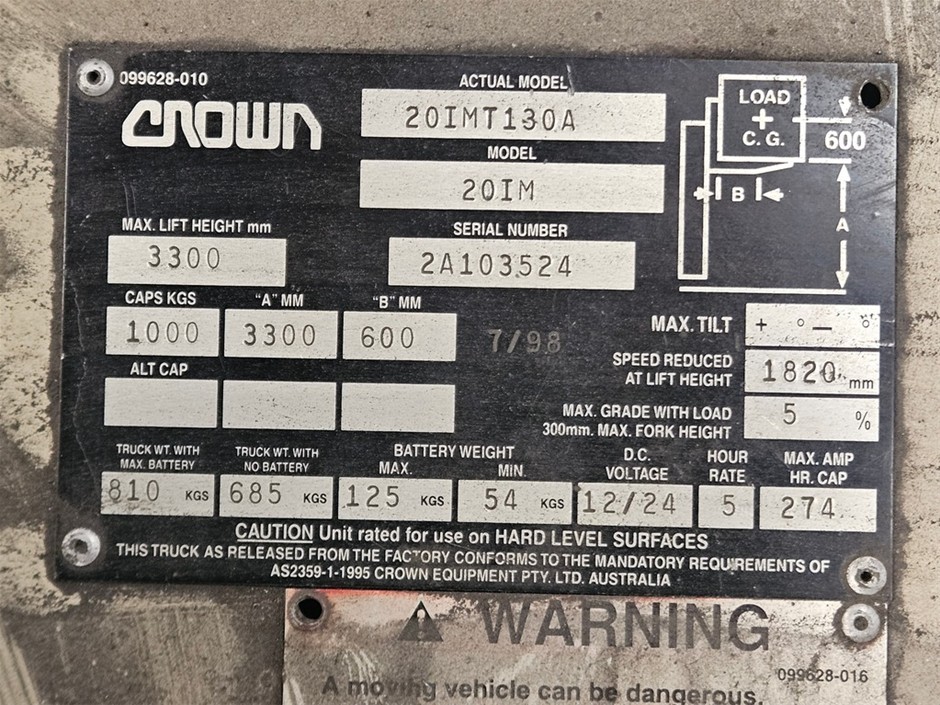 099628-010
CROWN
ACTUAL MODEL
20IMT130A
MODEL
20IM
LOAD
+
C. G.
600
B
A
MAX. LIFT HEIGHT mm
3300
SERIAL NUMBER
2A103524
CAPS KGS "A" MM "B" MM
1000 3300 600
7/98
ALT CAP
MAX. TILT + ° — °
SPEED REDUCED
AT LIFT HEIGHT
1820 mm
MAX. GRADE WITH LOAD
300mm. MAX. FORK HEIGHT
5 %
TRUCK WT. WITH
MAX. BATTERY
810 KGS
TRUCK WT. WITH
NO BATTERY
685 KGS
BATTERY WEIGHT
MAX. MIN.
125 KGS 54 KGS
D.C.
VOLTAGE
12/24
HOUR
RATE
5
MAX. AMP
HR. CAP
274
CAUTION Unit rated for use on HARD LEVEL SURFACES
THIS TRUCK AS RELEASED FROM THE FACTORY CONFORMS TO THE MANDATORY REQUIREMENTS OF
AS2359-1-1995 CROWN EQUIPMENT PTY. LTD. AUSTRALIA
WARNING
099628-016
A moving vehicle can be dangerous.